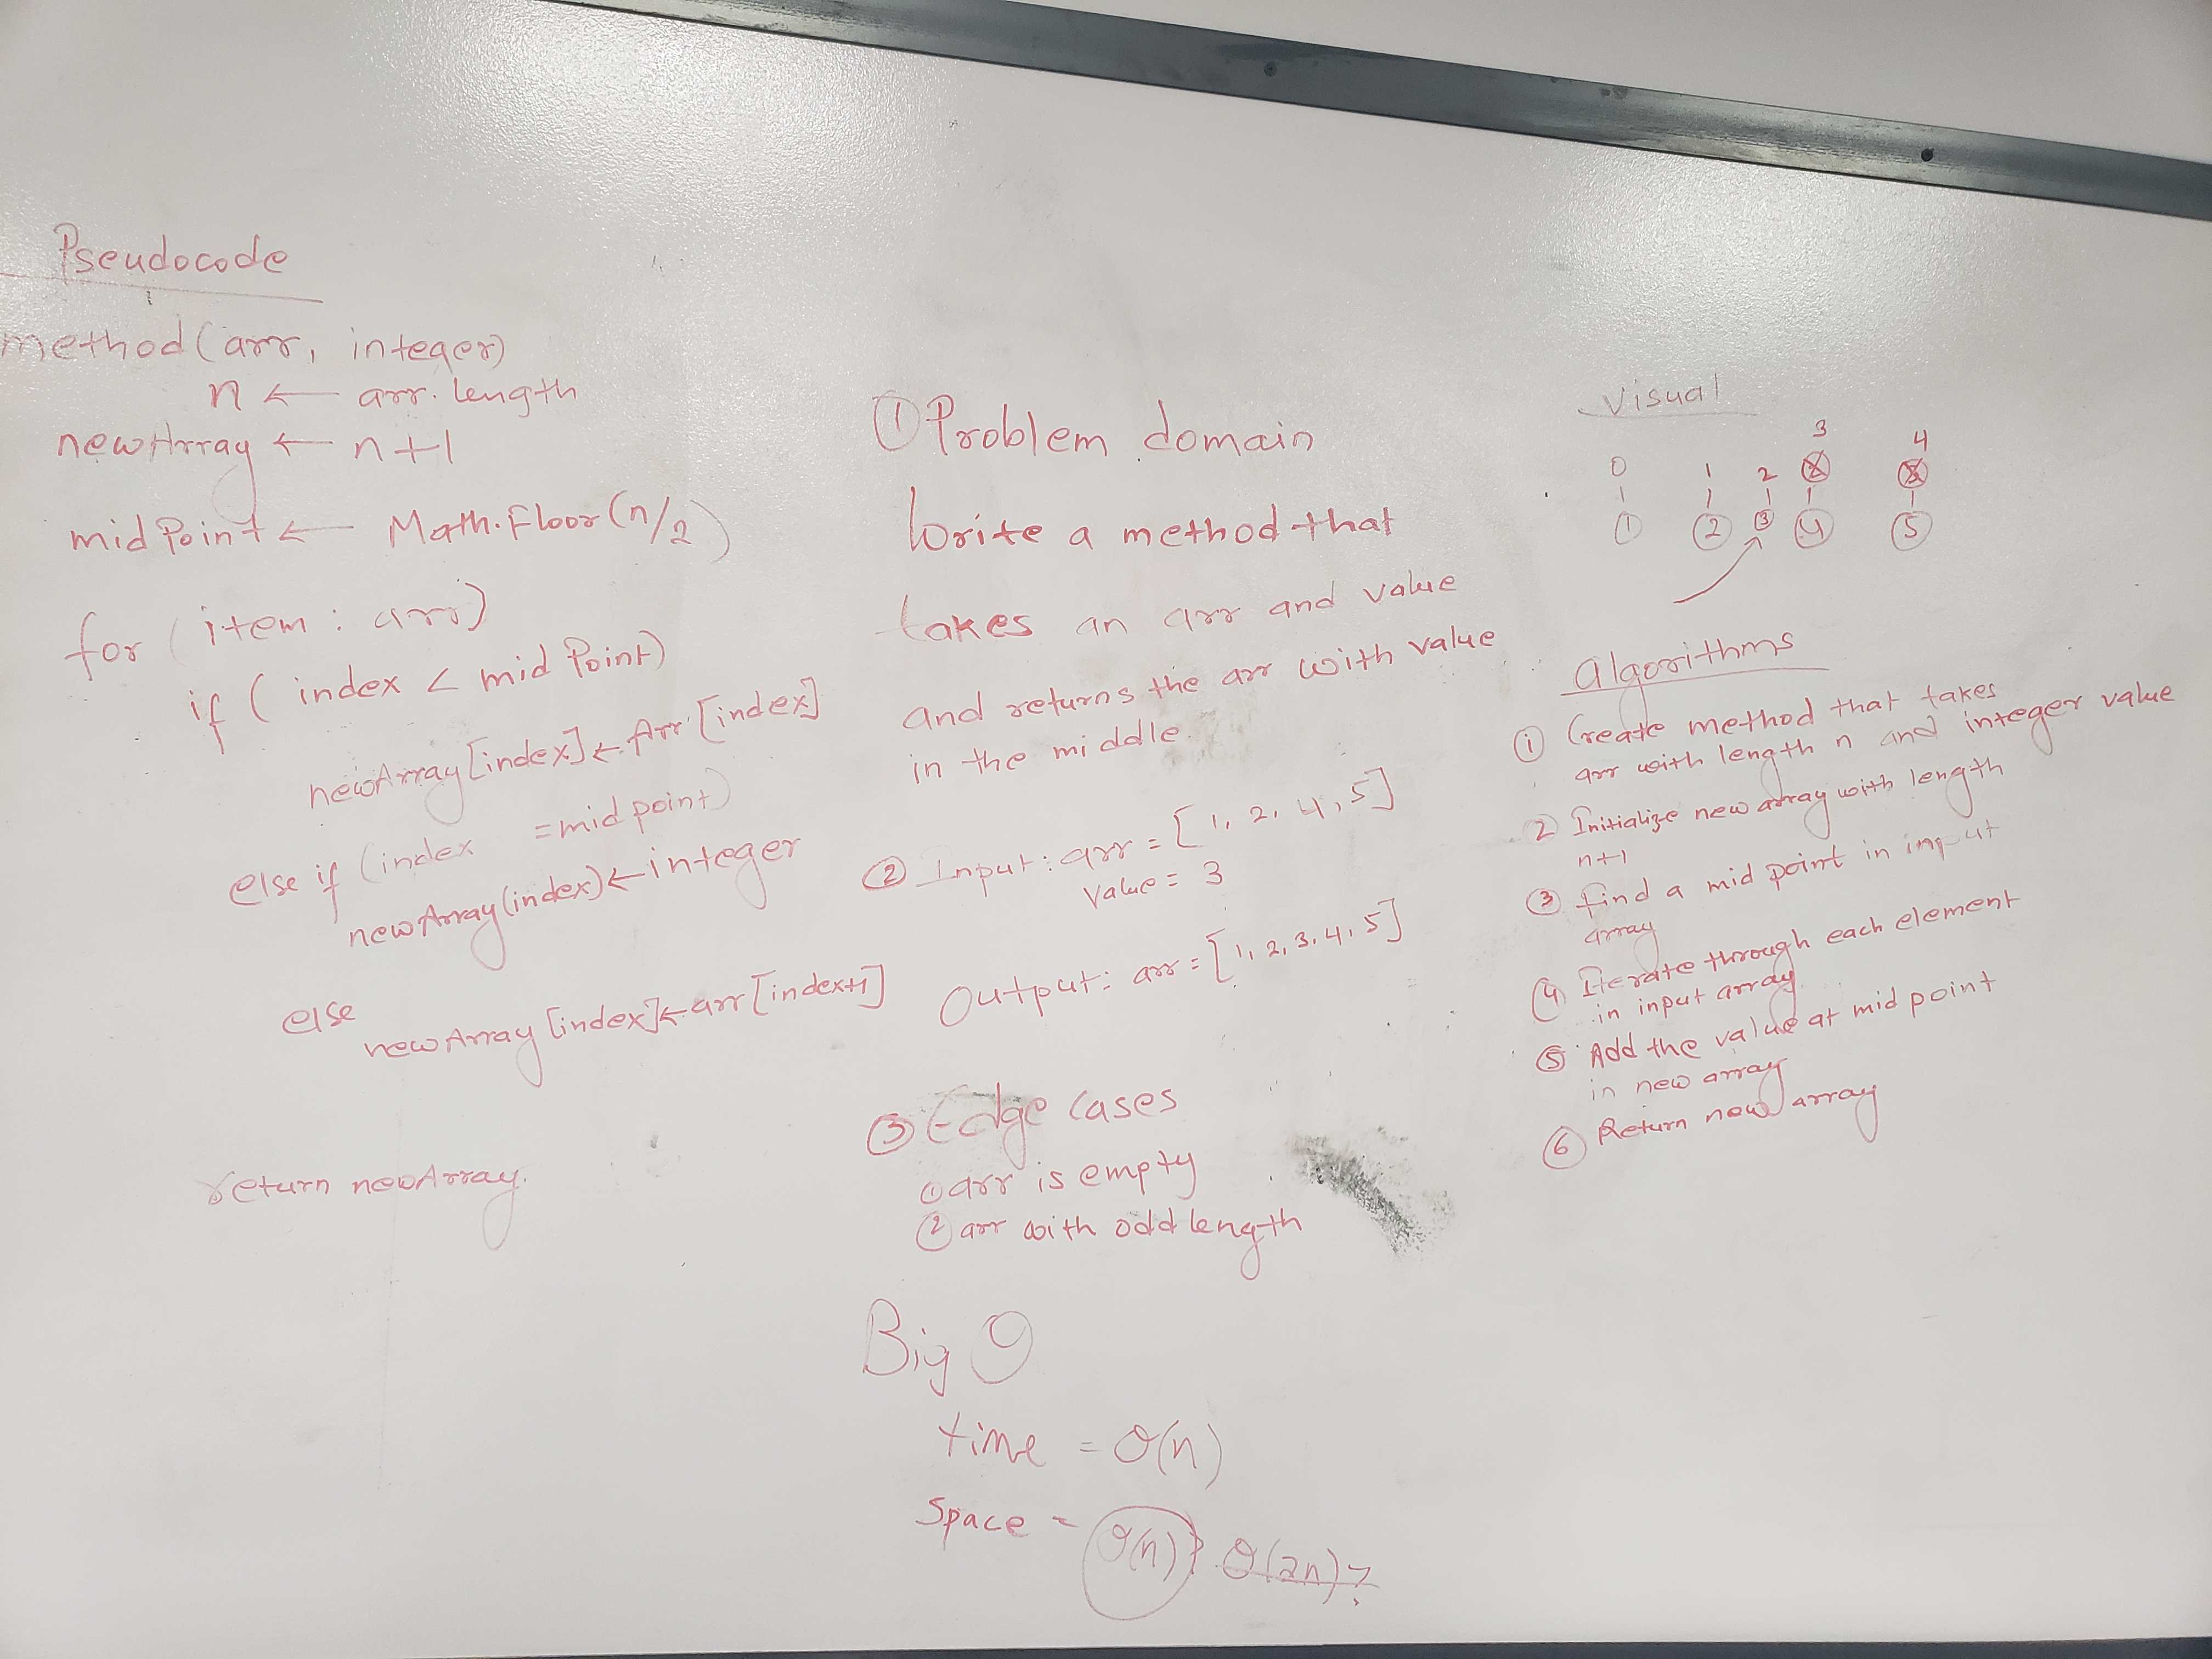 Pseudocode
method(arr, integer)
n ← arr.length
newArray ← n+1
midPoint ← Math.Floor(n/2)
for (item : arr)
if ( index < midPoint)
newArray[index] ← Arr[index]
else if (index = midpoint)
newArray(index) ← integer
else
newArray[index] ← arr[index+1]
return newArray.
① Problem domain
Write a method that
takes an arr and value
and returns the arr with value
in the middle.
② Input: arr = [1, 2, 4, 5]
Value = 3
Output: arr = [1, 2, 3, 4, 5]
③ Edge cases
① arr is empty
② arr with odd length
Big O
time = O(n)
Space = O(n)? O(2n)?
Visual
0 1 2 3 4
① ② ③ ④ ⑤
Algorithms
① Create method that takes
arr with length n and integer value
2 Initialize new array with length
n+1
③ find a mid point in input
array
④ Iterate through each element
in input array.
⑤ Add the value at mid point
in new array
⑥ Return new array